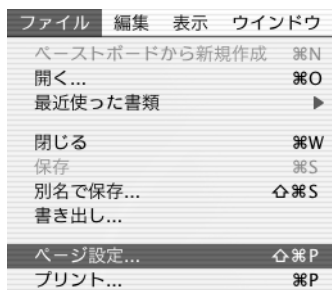 ファイル 編集 表示 ウインドウ
ペーストボードから新規作成 ⌘N
開く... ⌘O
最近使った書類 ▶
閉じる ⌘W
保存 ⌘S
別名で保存... ⇧⌘S
書き出し...
ページ設定... ⇧⌘P
プリント... ⌘P